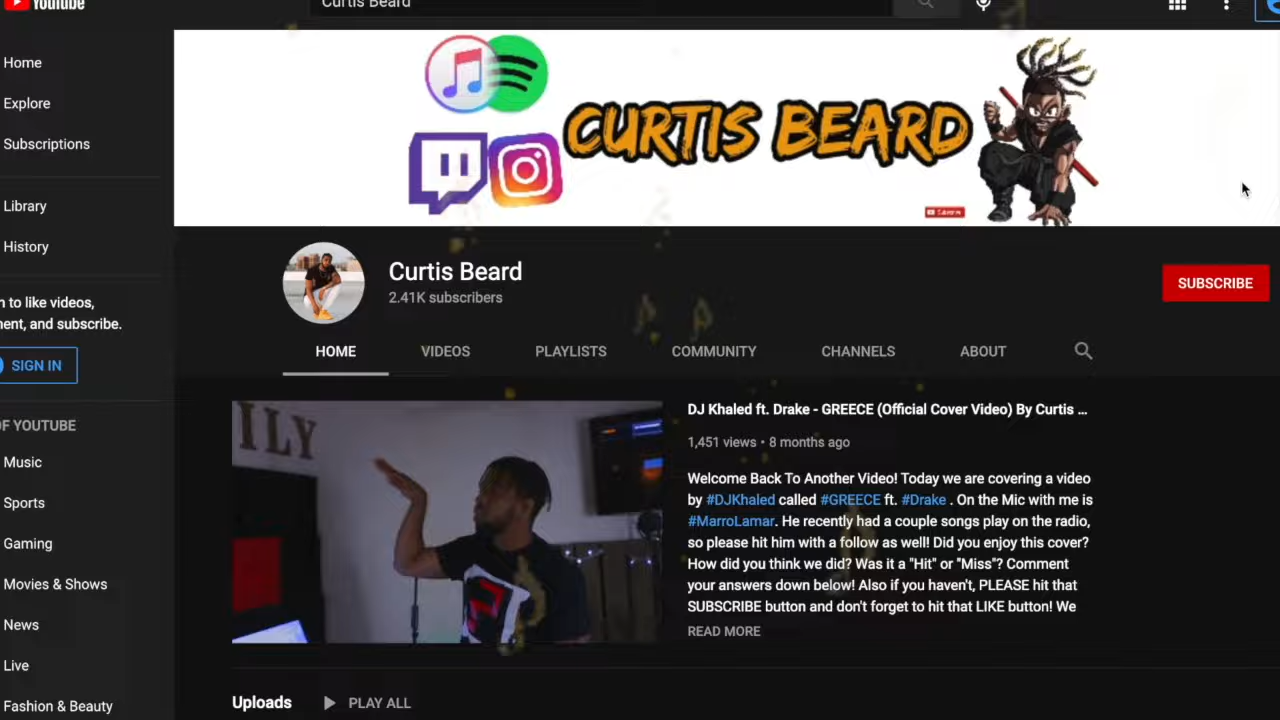 YouTube
Curtis Beard
Home
Explore
Subscriptions
Library
History
n to like videos,
ment, and subscribe.
SIGN IN
OF YOUTUBE
Music
Sports
Gaming
Movies & Shows
News
Live
Fashion & Beauty
CURTIS BEARD
Curtis Beard
2.41K subscribers
SUBSCRIBE
HOME
VIDEOS
PLAYLISTS
COMMUNITY
CHANNELS
ABOUT
ILY
DJ Khaled ft. Drake - GREECE (Official Cover Video) By Curtis ...
1,451 views • 8 months ago
Welcome Back To Another Video! Today we are covering a video
by #DJKhaled called #GREECE ft. #Drake . On the Mic with me is
#MarroLamar. He recently had a couple songs play on the radio,
so please hit him with a follow as well! Did you enjoy this cover?
How did you think we did? Was it a "Hit" or "Miss"? Comment
your answers down below! Also if you haven't, PLEASE hit that
SUBSCRIBE button and don't forget to hit that LIKE button! We
READ MORE
Uploads
PLAY ALL